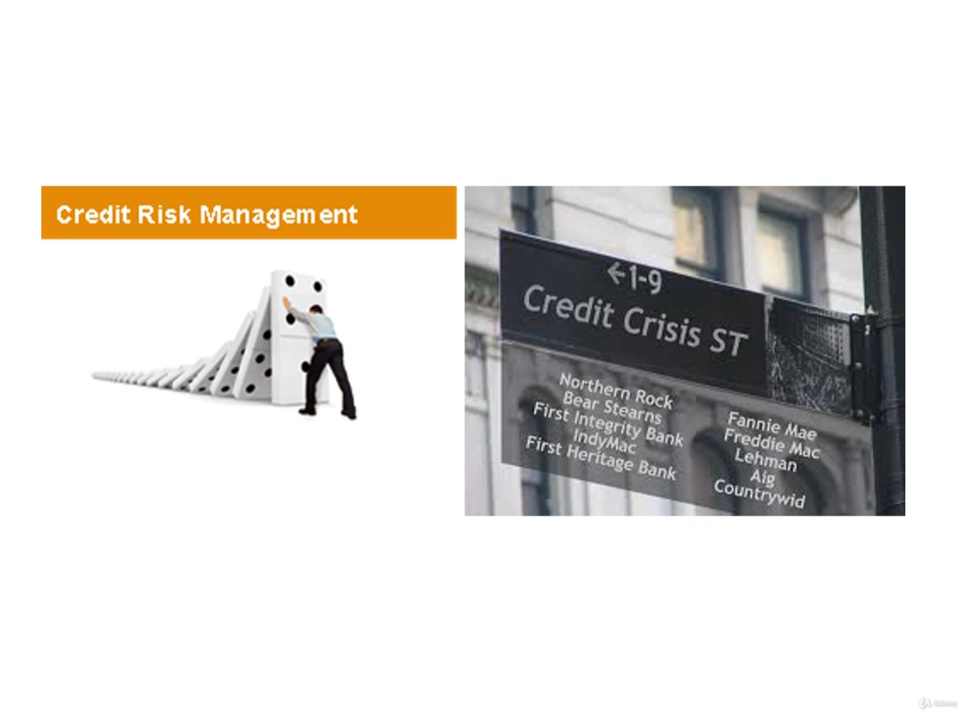 Credit Risk Management
←1-9
Credit Crisis ST
Northern Rock
Bear Stearns
First Integrity Bank
IndyMac
First Heritage Bank
Fannie Mae
Freddie Mac
Lehman
Aig
Countrywid
Udemy